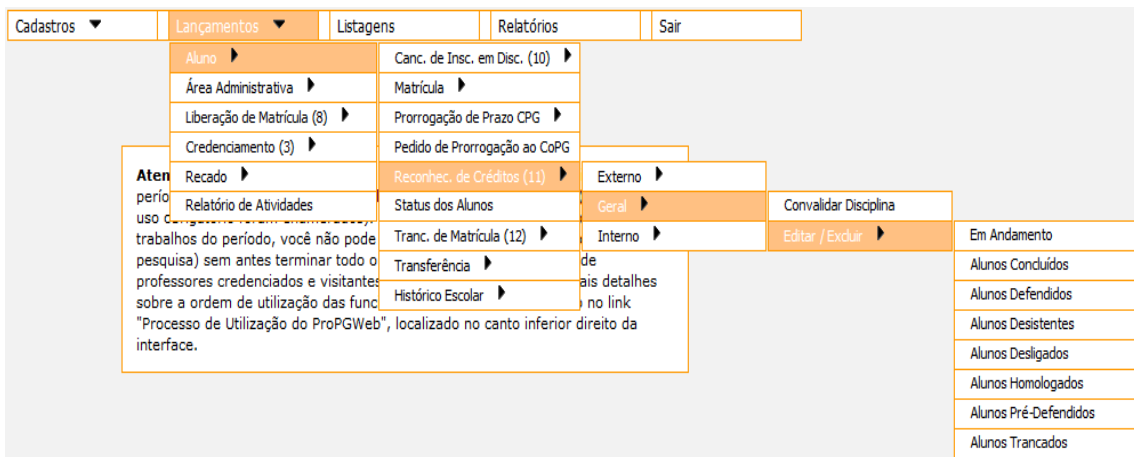 Cadastros
Lançamentos
Listagens
Relatórios
Sair
Aluno
Área Administrativa
Liberação de Matrícula (8)
Credenciamento (3)
Recado
Relatório de Atividades
Canc. de Insc. em Disc. (10)
Matrícula
Prorrogação de Prazo CPG
Pedido de Prorrogação ao CoPG
Reconhec. de Créditos (11)
Status dos Alunos
Tranc. de Matrícula (12)
Transferência
Histórico Escolar
Externo
Geral
Interno
Convalidar Disciplina
Editar / Excluir
Em Andamento
Alunos Concluídos
Alunos Defendidos
Alunos Desistentes
Alunos Desligados
Alunos Homologados
Alunos Pré-Defendidos
Alunos Trancados
Aten
perío
uso
trabalhos do período, você não pode
pesquisa) sem antes terminar todo o de
professores credenciados e visitantes ais detalhes
sobre a ordem de utilização das func no link
"Processo de Utilização do ProPGWeb", localizado no canto inferior direito da
interface.